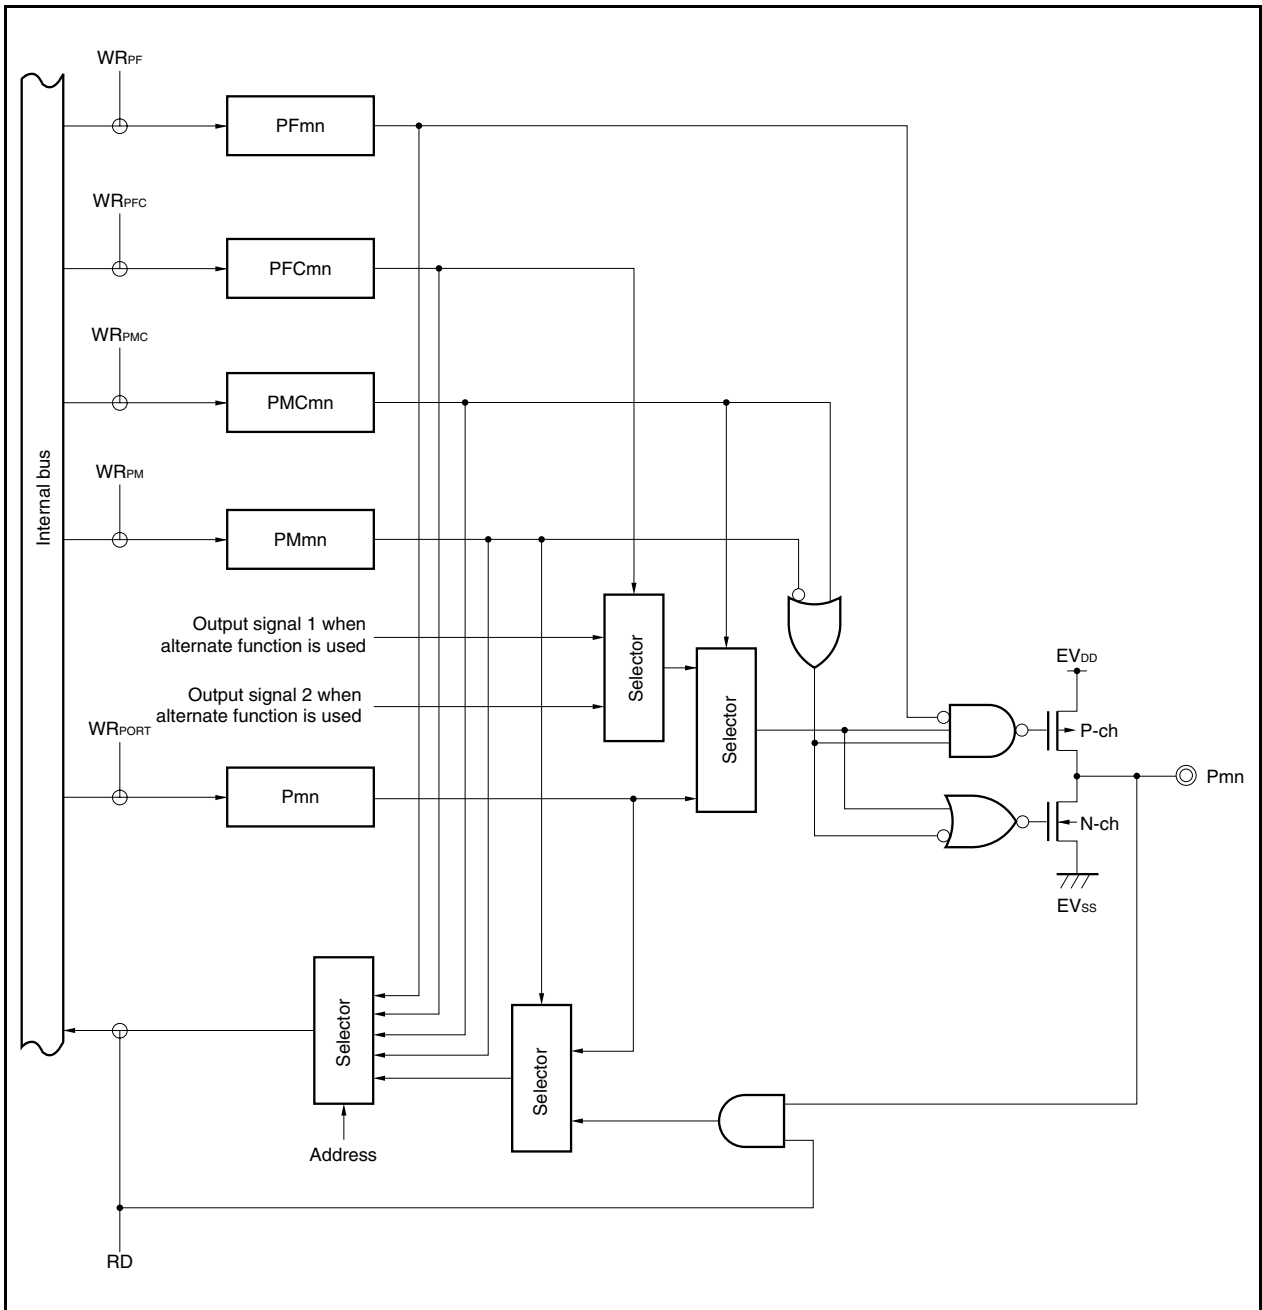 WRPF
PFmn
WRPFC
PFCmn
WRPMC
PMCmn
Internal bus
WRPM
PMmn
Output signal 1 when
alternate function is used
Selector
Output signal 2 when
alternate function is used
Selector
EVDD
P-ch
WRPORT
Pmn
Pmn
N-ch
EVSS
Selector
Selector
Address
RD